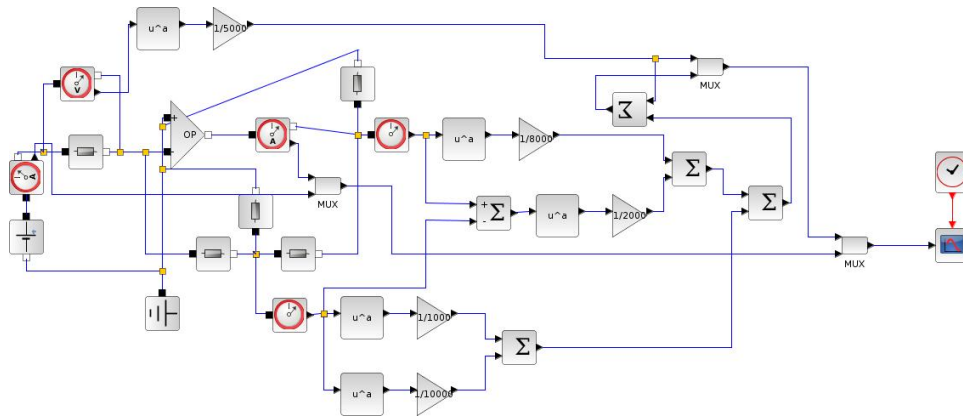 u^a
1/5000
V
OP
A
A
MUX
u^a
1/8000
Σ
MUX
Σ
+
-
Σ
u^a
1/2000
Σ
MUX
u^a
1/1000
Σ
u^a
1/10000
+
-